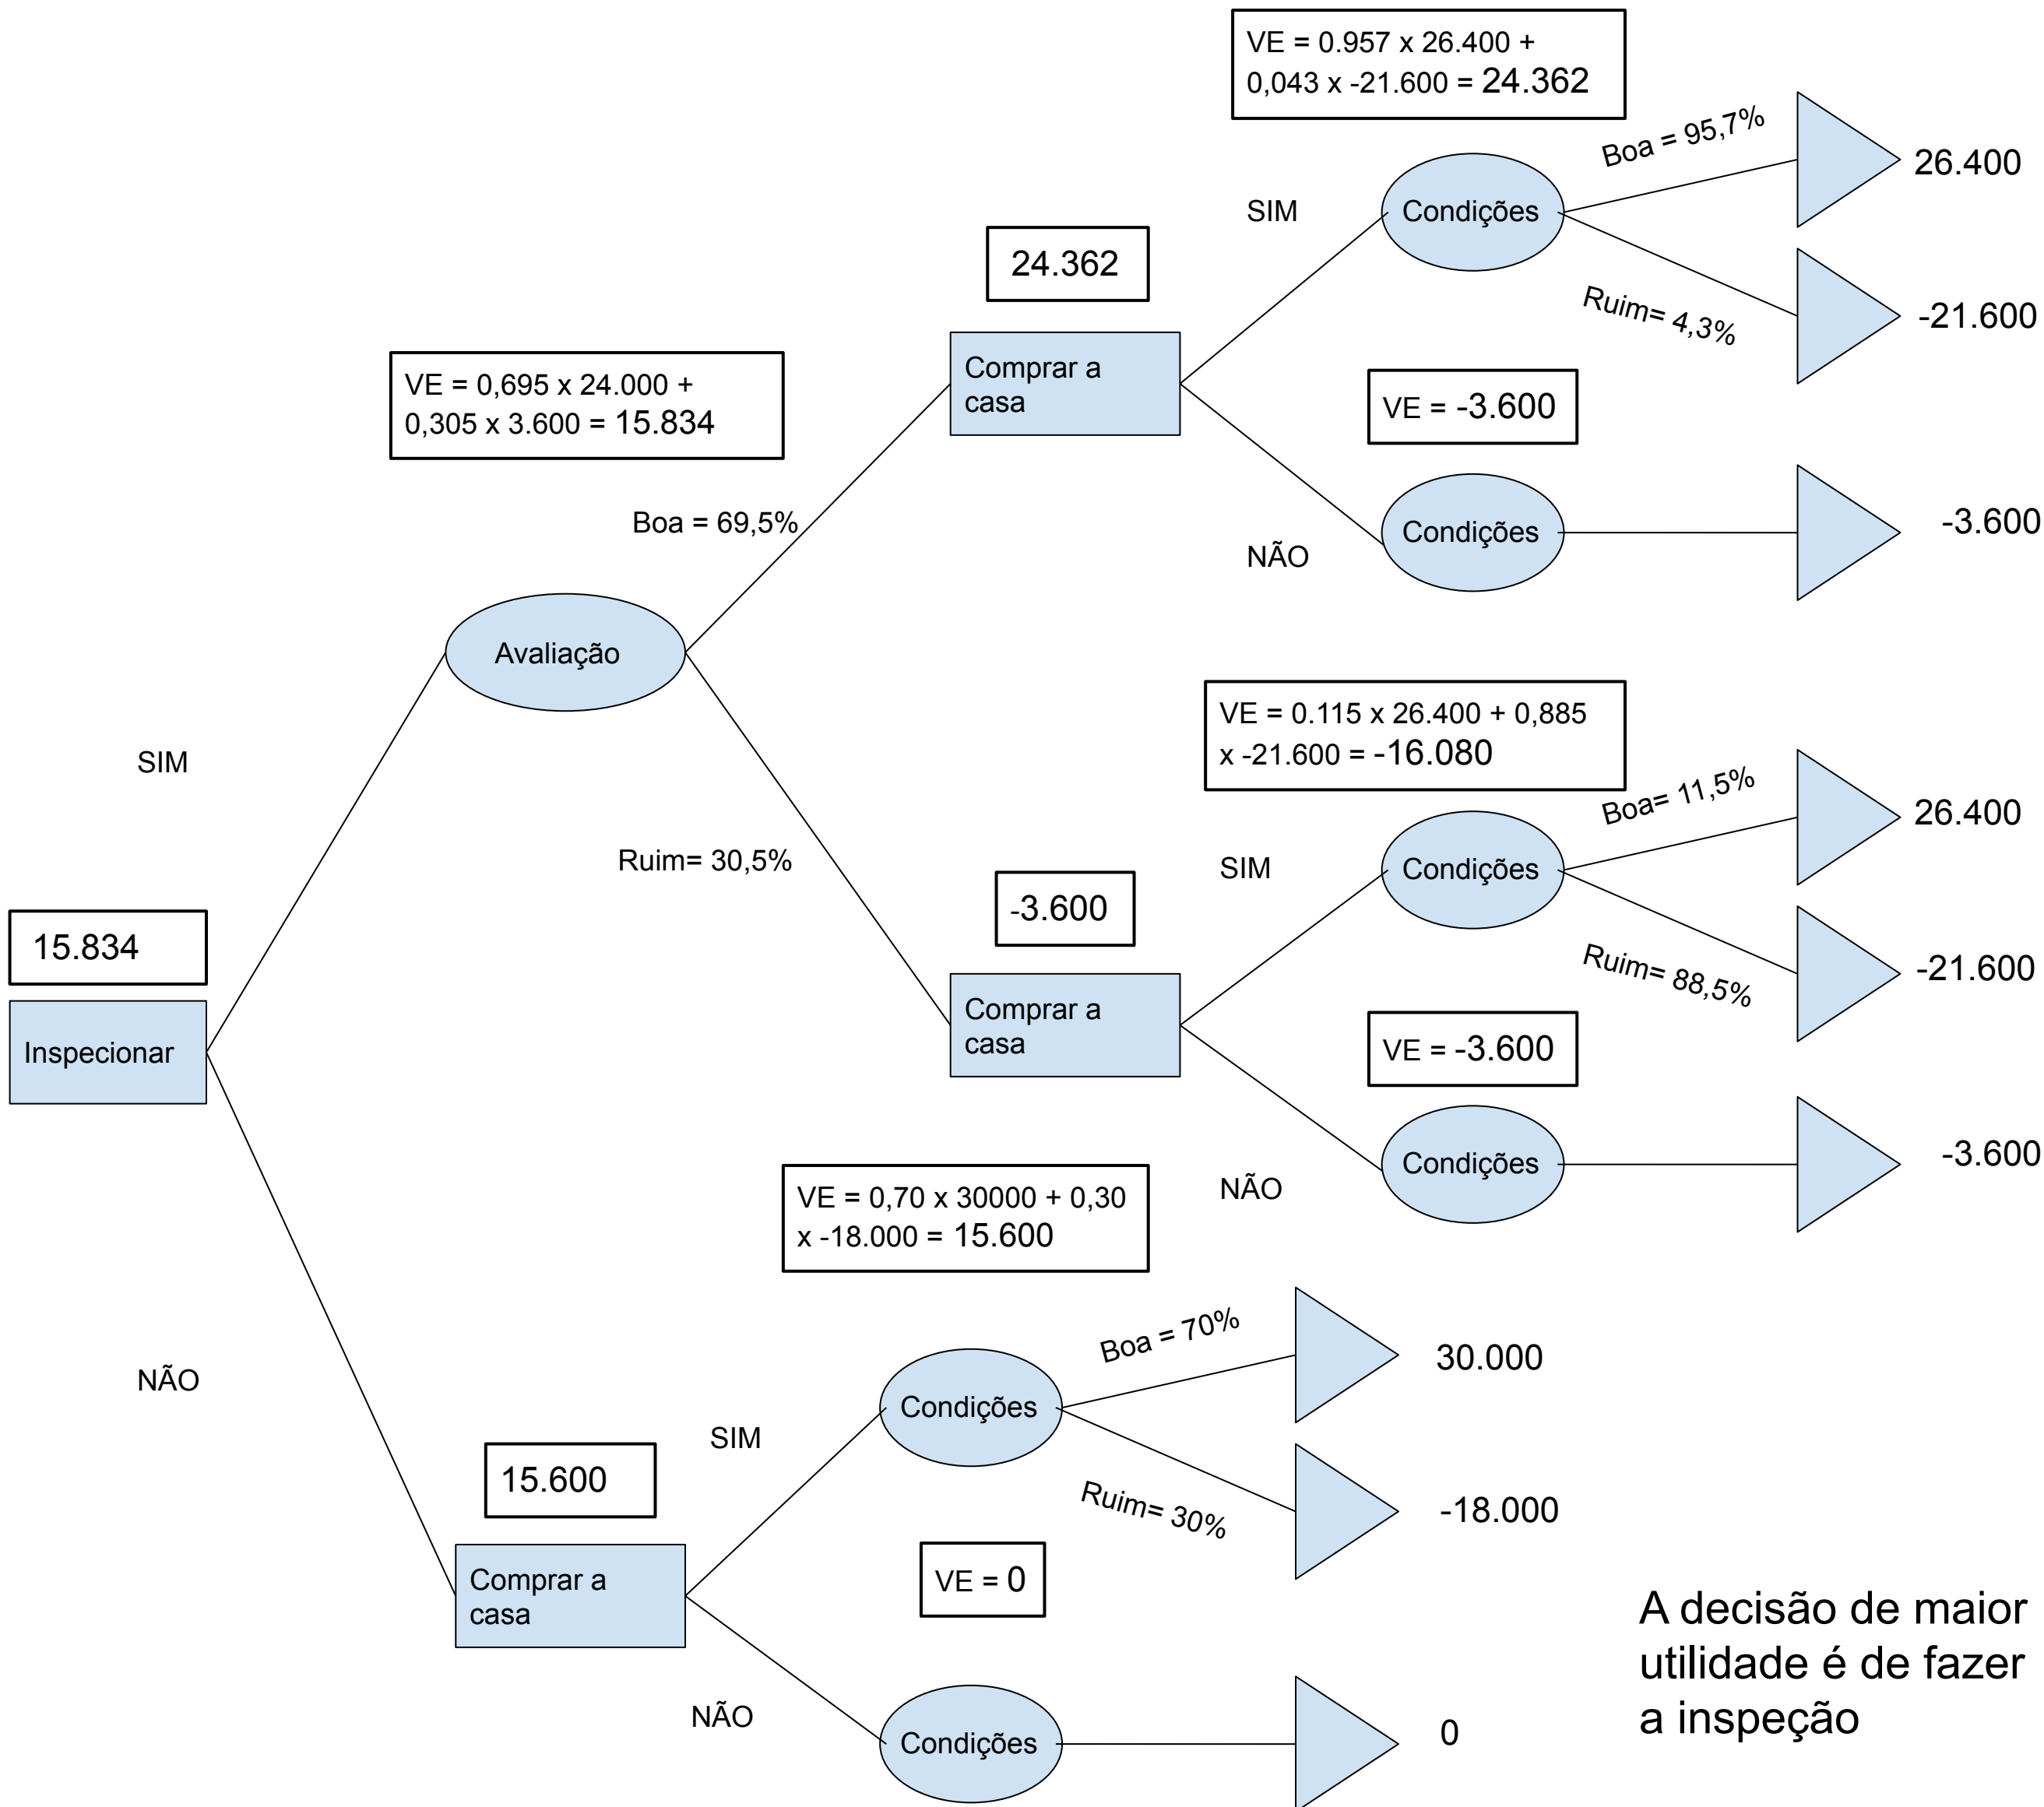 VE = 0.957 x 26.400 +
0,043 x -21.600 = 24.362
Boa = 95,7%
26.400
SIM
Condições
24.362
Ruim= 4,3%
-21.600
Comprar a
casa
VE = 0,695 x 24.000 +
0,305 x 3.600 = 15.834
VE = -3.600
Boa = 69,5%
NÃO
Condições
-3.600
Avaliação
VE = 0.115 x 26.400 + 0,885
x -21.600 = -16.080
SIM
Boa= 11,5%
26.400
Ruim= 30,5%
SIM
Condições
-3.600
15.834
Ruim= 88,5%
-21.600
Comprar a
casa
Inspecionar
VE = -3.600
NÃO
Condições
-3.600
VE = 0,70 x 30000 + 0,30
x -18.000 = 15.600
Boa = 70%
30.000
NÃO
SIM
Condições
15.600
Ruim= 30%
-18.000
VE = 0
Comprar a
casa
NÃO
Condições
0
A decisão de maior
utilidade é de fazer
a inspeção